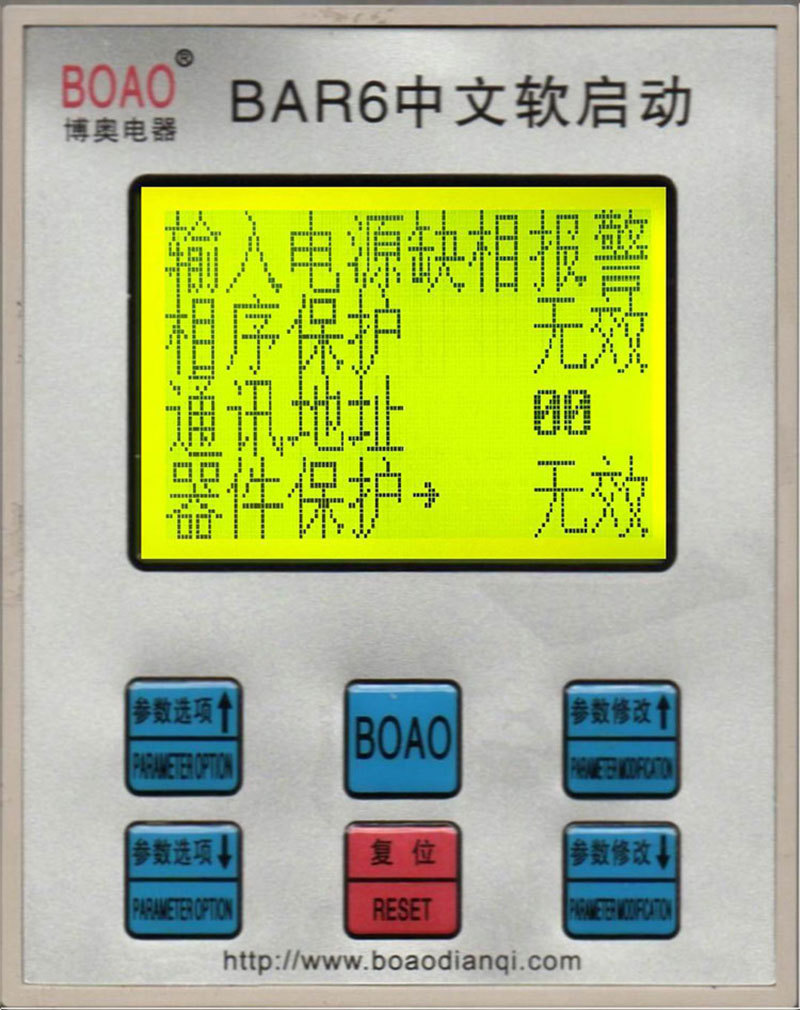 BOAO®
博奥电器
BAR6中文软启动
输入电源缺相报警
相序保护 无效
通讯地址 00
器件保护→ 无效
参数选项↑
PARAMETER OPTION
BOAO
参数修改↑
PARAMETER MODIFICATION
参数选项↓
PARAMETER OPTION
复位
RESET
参数修改↓
PARAMETER MODIFICATION
http://www.boaodianqi.com